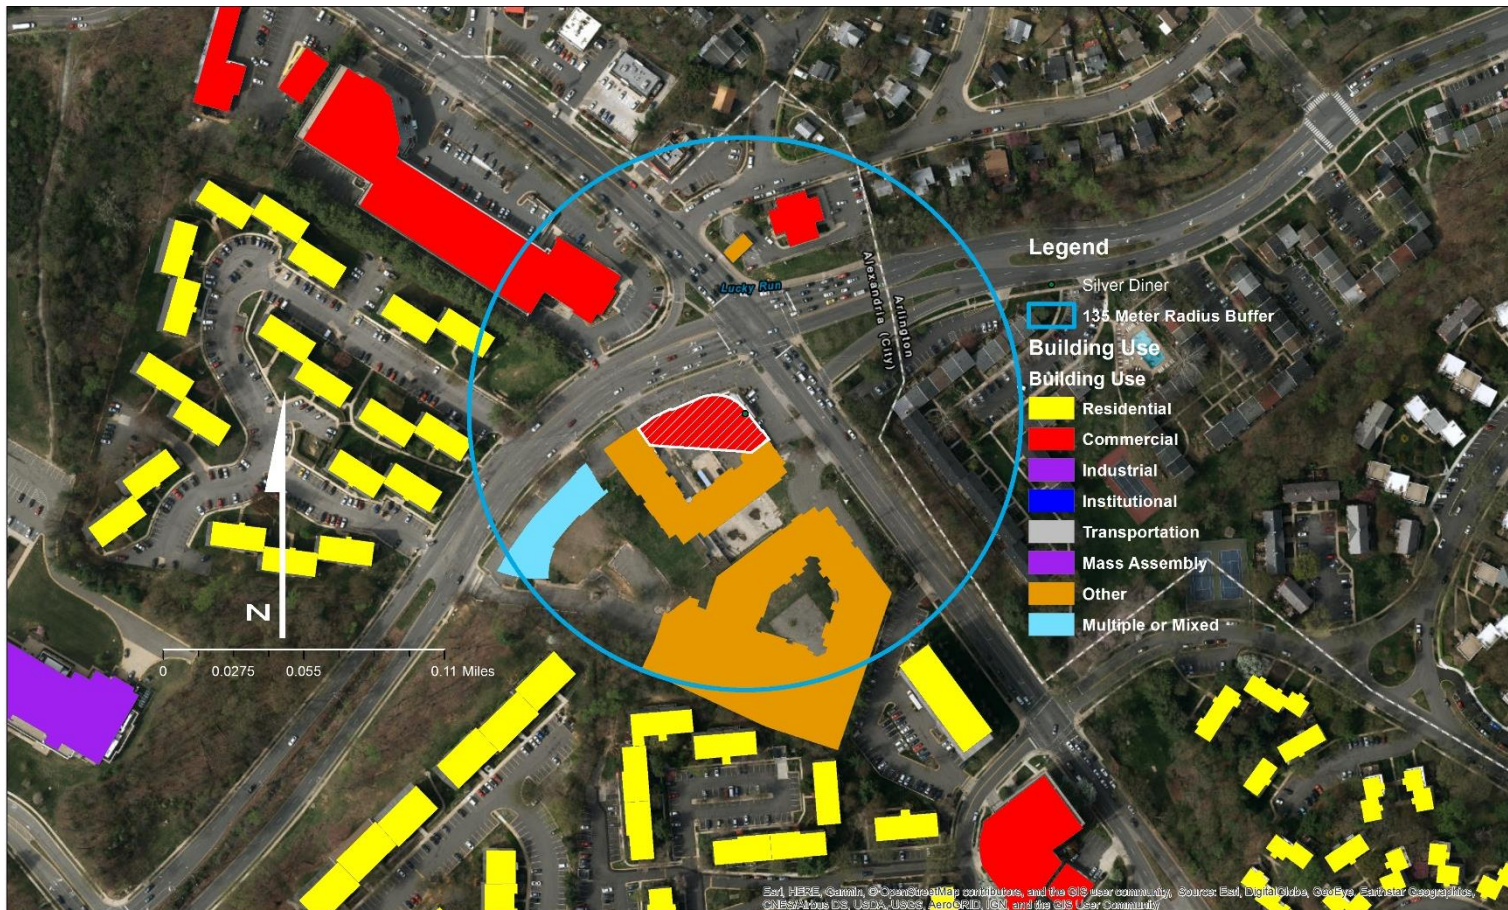 Lucky Run
Alexandria (City)
Arlington
Legend
Silver Diner
135 Meter Radius Buffer
Building Use
Building Use
Residential
Commercial
Industrial
Institutional
Transportation
Mass Assembly
Other
Multiple or Mixed
N
0 0.0275 0.055 0.11 Miles
Esri, HERE, Garmin, © OpenStreetMap contributors, and the GIS user community, Source: Esri, DigitalGlobe, GeoEye, Earthstar Geographics,
CNES/Airbus DS, USDA, USGS, AeroGRID, IGN, and the GIS User Community